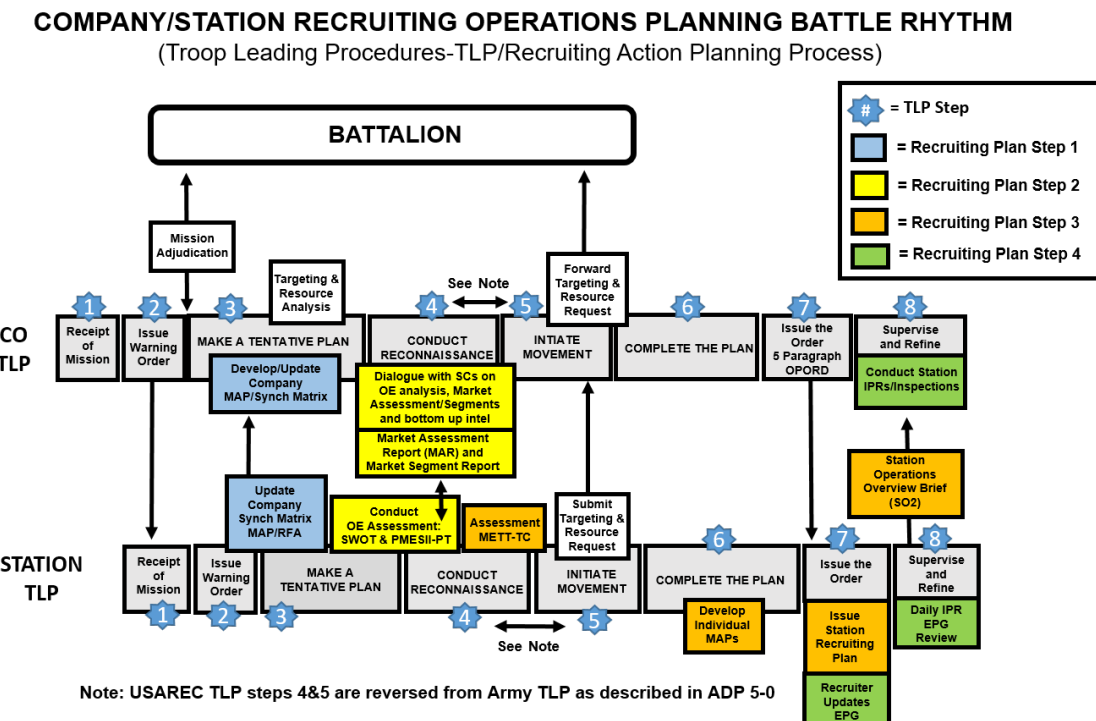 COMPANY/STATION RECRUITING OPERATIONS PLANNING BATTLE RHYTHM
(Troop Leading Procedures-TLP/Recruiting Action Planning Process)
# = TLP Step
= Recruiting Plan Step 1
= Recruiting Plan Step 2
= Recruiting Plan Step 3
= Recruiting Plan Step 4
BATTALION
Mission
Adjudication
Targeting &
Resource
Analysis
See Note
Forward
Targeting &
Resource
Request
CO
TLP
1
Receipt
of
Mission
2
Issue
Warning
Order
3
MAKE A TENTATIVE PLAN
4
CONDUCT
RECONNAISSANCE
5
INTIATE
MOVEMENT
6
COMPLETE THE PLAN
7
Issue the
Order
5 Paragraph
OPORD
8
Supervise
and Refine
Develop/Update
Company
MAP/Synch Matrix
Dialogue with SCs on
OE analysis, Market
Assessment/Segments
and bottom up intel
Market Assessment
Report (MAR) and
Market Segment Report
Conduct Station
IPRs/Inspections
Station
Operations
Overview Brief
(SO2)
Update
Company
Synch Matrix
MAP/RFA
Conduct
OE Assessment:
SWOT & PMESII-PT
Assessment
METT-TC
Submit
Targeting &
Resource
Request
STATION
TLP
Receipt
of
Mission
1
Issue
Warning
Order
2
MAKE A
TENTATIVE PLAN
3
CONDUCT
RECONNAISSANCE
4
INITIATE
MOVEMENT
5
See Note
6
COMPLETE THE PLAN
Develop
Individual
MAPs
7
Issue the
Order
Issue
Station
Recruiting
Plan
Recruiter
Updates
EPG
8
Supervise
and
Refine
Daily IPR
EPG
Review
Note: USAREC TLP steps 4&5 are reversed from Army TLP as described in ADP 5-0